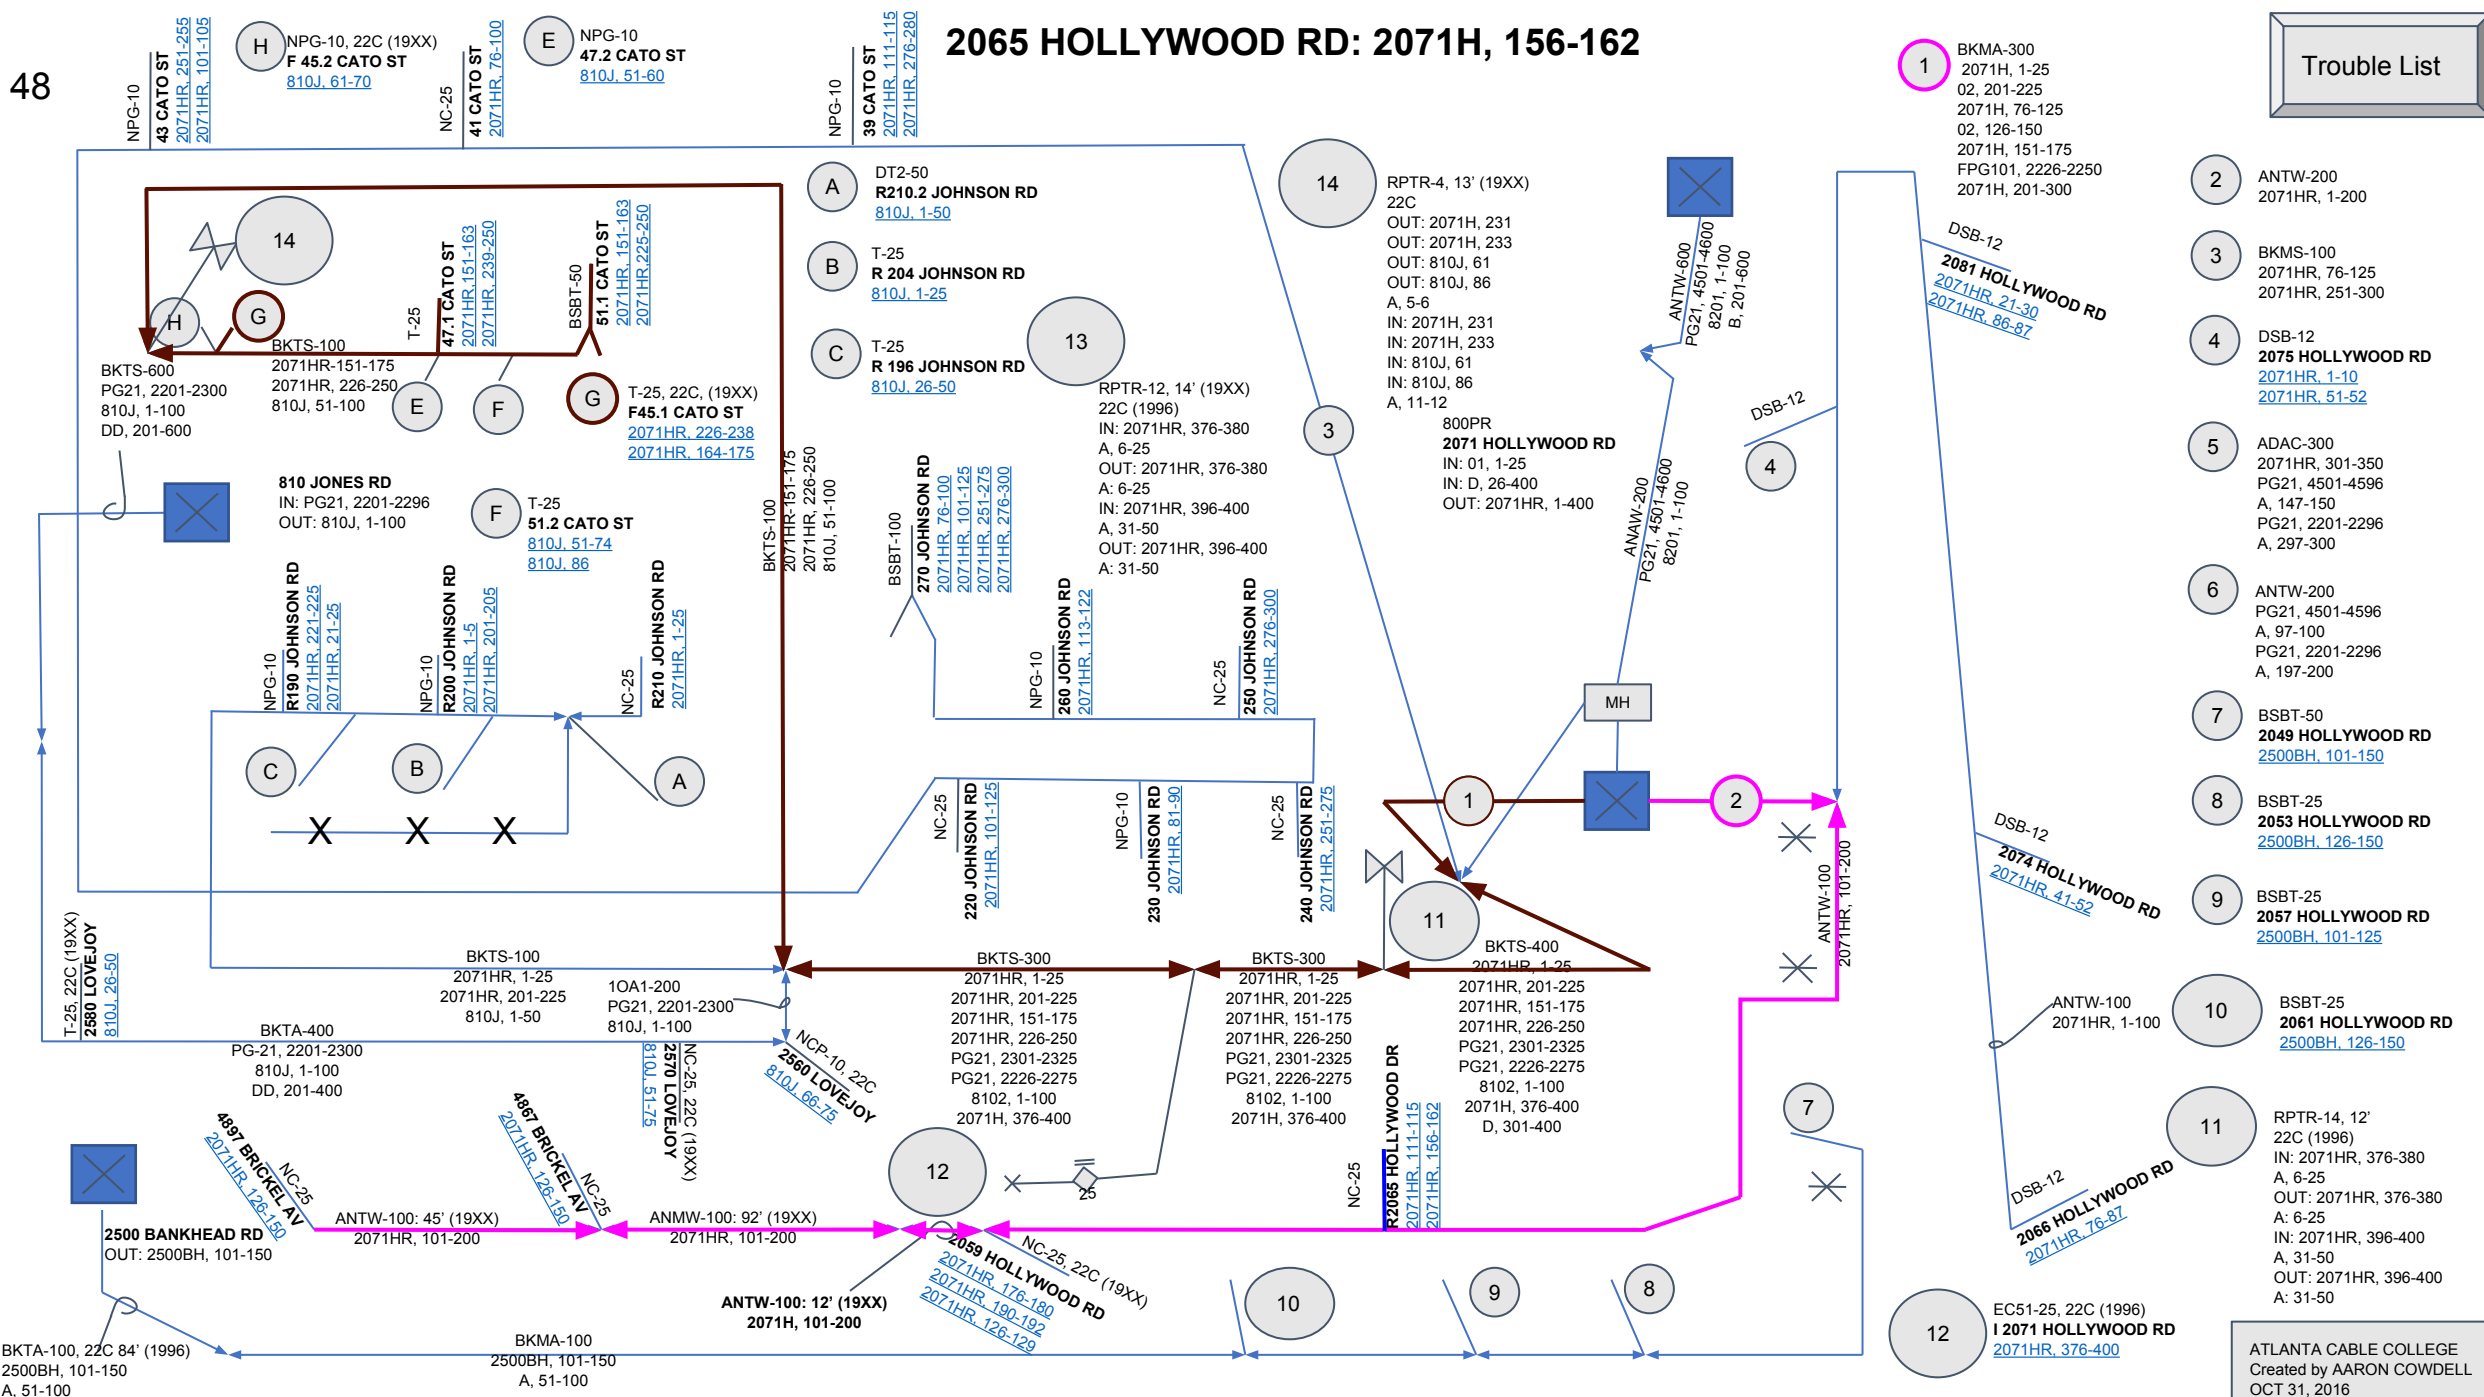 48
2065 HOLLYWOOD RD: 2071H, 156-162
Trouble List
NPG-10
43 CATO ST
2071HR, 251-255
2071HR, 101-105
H
NPG-10, 22C (19XX)
F 45.2 CATO ST
810J, 61-70
NC-25
41 CATO ST
2071HR, 76-100
E
NPG-10
47.2 CATO ST
810J, 51-60
NPG-10
39 CATO ST
2071HR, 111-115
2071HR, 276-280
1
BKMA-300
2071H, 1-25
02, 201-225
2071H, 76-125
02, 126-150
2071H, 151-175
FPG101, 2226-2250
2071H, 201-300
2
ANTW-200
2071HR, 1-200
3
BKMS-100
2071HR, 76-125
2071HR, 251-300
4
DSB-12
2075 HOLLYWOOD RD
2071HR, 1-10
2071HR, 51-52
5
ADAC-300
2071HR, 301-350
PG21, 4501-4596
A, 147-150
PG21, 2201-2296
A, 297-300
6
ANTW-200
PG21, 4501-4596
A, 97-100
PG21, 2201-2296
A, 197-200
7
BSBT-50
2049 HOLLYWOOD RD
2500BH, 101-150
8
BSBT-25
2053 HOLLYWOOD RD
2500BH, 126-150
9
BSBT-25
2057 HOLLYWOOD RD
2500BH, 101-125
10
BSBT-25
2061 HOLLYWOOD RD
2500BH, 126-150
11
RPTR-14, 12'
22C (1996)
IN: 2071HR, 376-380
A, 6-25
OUT: 2071HR, 376-380
A: 6-25
IN: 2071HR, 396-400
A, 31-50
OUT: 2071HR, 396-400
A: 31-50
12
EC51-25, 22C (1996)
I 2071 HOLLYWOOD RD
2071HR, 376-400
ATLANTA CABLE COLLEGE
Created by AARON COWDELL
OCT 31, 2016
14
H
G
T-25
47.1 CATO ST
2071HR,151-163
2071HR, 239-250
BSBT-50
51.1 CATO ST
2071HR, 151-163
2071HR,225-250
BKTS-600
PG21, 2201-2300
810J, 1-100
DD, 201-600
BKTS-100
2071HR-151-175
2071HR, 226-250
810J, 51-100
E
F
G
T-25, 22C, (19XX)
F45.1 CATO ST
2071HR, 226-238
2071HR, 164-175
810 JONES RD
IN: PG21, 2201-2296
OUT: 810J, 1-100
F
T-25
51.2 CATO ST
810J, 51-74
810J, 86
BKTS-100
2071HR-151-175
2071HR, 226-250
810J, 51-100
A
DT2-50
R210.2 JOHNSON RD
810J, 1-50
B
T-25
R 204 JOHNSON RD
810J, 1-25
C
T-25
R 196 JOHNSON RD
810J, 26-50
13
RPTR-12, 14' (19XX)
22C (1996)
IN: 2071HR, 376-380
A, 6-25
OUT: 2071HR, 376-380
A: 6-25
IN: 2071HR, 396-400
A, 31-50
OUT: 2071HR, 396-400
A: 31-50
14
RPTR-4, 13' (19XX)
22C
OUT: 2071H, 231
OUT: 2071H, 233
OUT: 810J, 61
OUT: 810J, 86
A, 5-6
IN: 2071H, 231
IN: 2071H, 233
IN: 810J, 61
IN: 810J, 86
A, 11-12
3
800PR
2071 HOLLYWOOD RD
IN: 01, 1-25
IN: D, 26-400
OUT: 2071HR, 1-400
ANTW-600
PG21, 4501-4600
8201, 1-100
B, 201-600
ANAW-200
PG21, 4501-4600
8201, 1-100
MH
DSB-12
4
DSB-12
2081 HOLLYWOOD RD
2071HR, 21-30
2071HR, 86-87
DSB-12
2074 HOLLYWOOD RD
2071HR, 41-52
ANTW-100
2071HR, 1-100
DSB-12
2066 HOLLYWOOD RD
2071HR, 76-87
NPG-10
R190 JOHNSON RD
2071HR, 221-225
2071HR, 21-25
NPG-10
R200 JOHNSON RD
2071HR, 1-5
2071HR, 201-205
NC-25
R210 JOHNSON RD
2071HR, 1-25
BSBT-100
270 JOHNSON RD
2071HR, 76-100
2071HR, 101-125
2071HR, 251-275
2071HR, 276-300
NPG-10
260 JOHNSON RD
2071HR, 113-122
NC-25
250 JOHNSON RD
2071HR, 276-300
C
B
A
X
X
X
NC-25
220 JOHNSON RD
2071HR, 101-125
NPG-10
230 JOHNSON RD
2071HR, 81-90
NC-25
240 JOHNSON RD
2071HR, 251-275
1
2
11
ANTW-100
2071HR, 101-200
T-25, 22C (19XX)
2580 LOVEJOY
810J, 26-50
BKTS-100
2071HR, 1-25
2071HR, 201-225
810J, 1-50
1OA1-200
PG21, 2201-2300
810J, 1-100
BKTA-400
PG-21, 2201-2300
810J, 1-100
DD, 201-400
NC-25, 22C (19XX)
2570 LOVEJOY
810J, 51-75
NCP-10, 22C
2560 LOVEJOY
810J, 66-75
BKTS-300
2071HR, 1-25
2071HR, 201-225
2071HR, 151-175
2071HR, 226-250
PG21, 2301-2325
PG21, 2226-2275
8102, 1-100
2071H, 376-400
BKTS-300
2071HR, 1-25
2071HR, 201-225
2071HR, 151-175
2071HR, 226-250
PG21, 2301-2325
PG21, 2226-2275
8102, 1-100
2071H, 376-400
BKTS-400
2071HR, 1-25
2071HR, 201-225
2071HR, 151-175
2071HR, 226-250
PG21, 2301-2325
PG21, 2226-2275
8102, 1-100
2071H, 376-400
D, 301-400
NC-25
R2065 HOLLYWOOD DR
2071HR, 111-115
2071HR, 156-162
7
25
12
2500 BANKHEAD RD
OUT: 2500BH, 101-150
NC-25
4897 BRICKEL AV
2071HR, 126-150
ANTW-100: 45' (19XX)
2071HR, 101-200
NC-25
4867 BRICKEL AV
2071HR, 126-150
ANMW-100: 92' (19XX)
2071HR, 101-200
ANTW-100: 12' (19XX)
2071H, 101-200
NC-25, 22C (19XX)
2059 HOLLYWOOD RD
2071HR, 176-180
2071HR, 190-192
2071HR, 126-129
10
9
8
BKTA-100, 22C 84' (1996)
2500BH, 101-150
A, 51-100
BKMA-100
2500BH, 101-150
A, 51-100